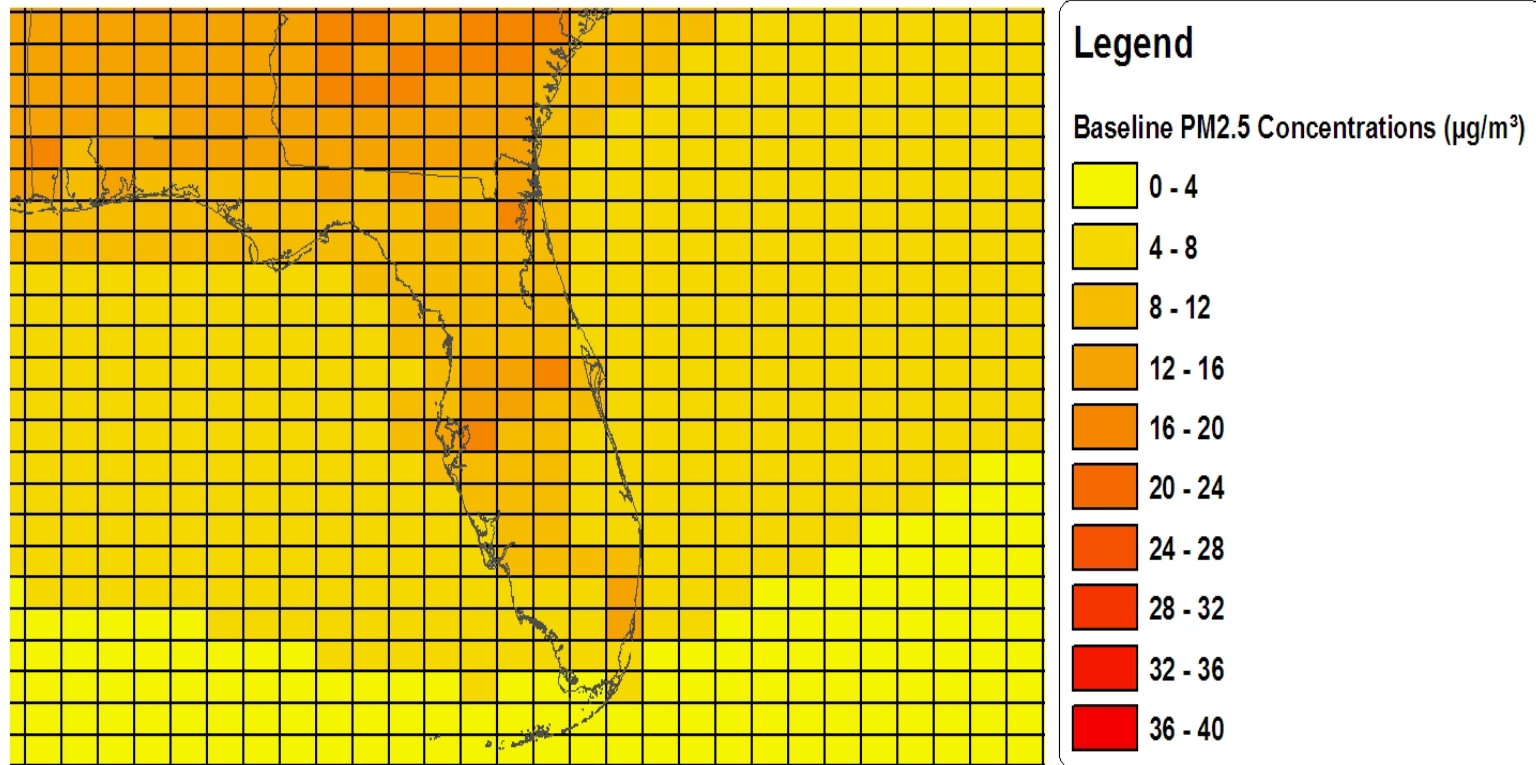 Legend
Baseline PM2.5 Concentrations (µg/m³)
0 - 4
4 - 8
8 - 12
12 - 16
16 - 20
20 - 24
24 - 28
28 - 32
32 - 36
36 - 40